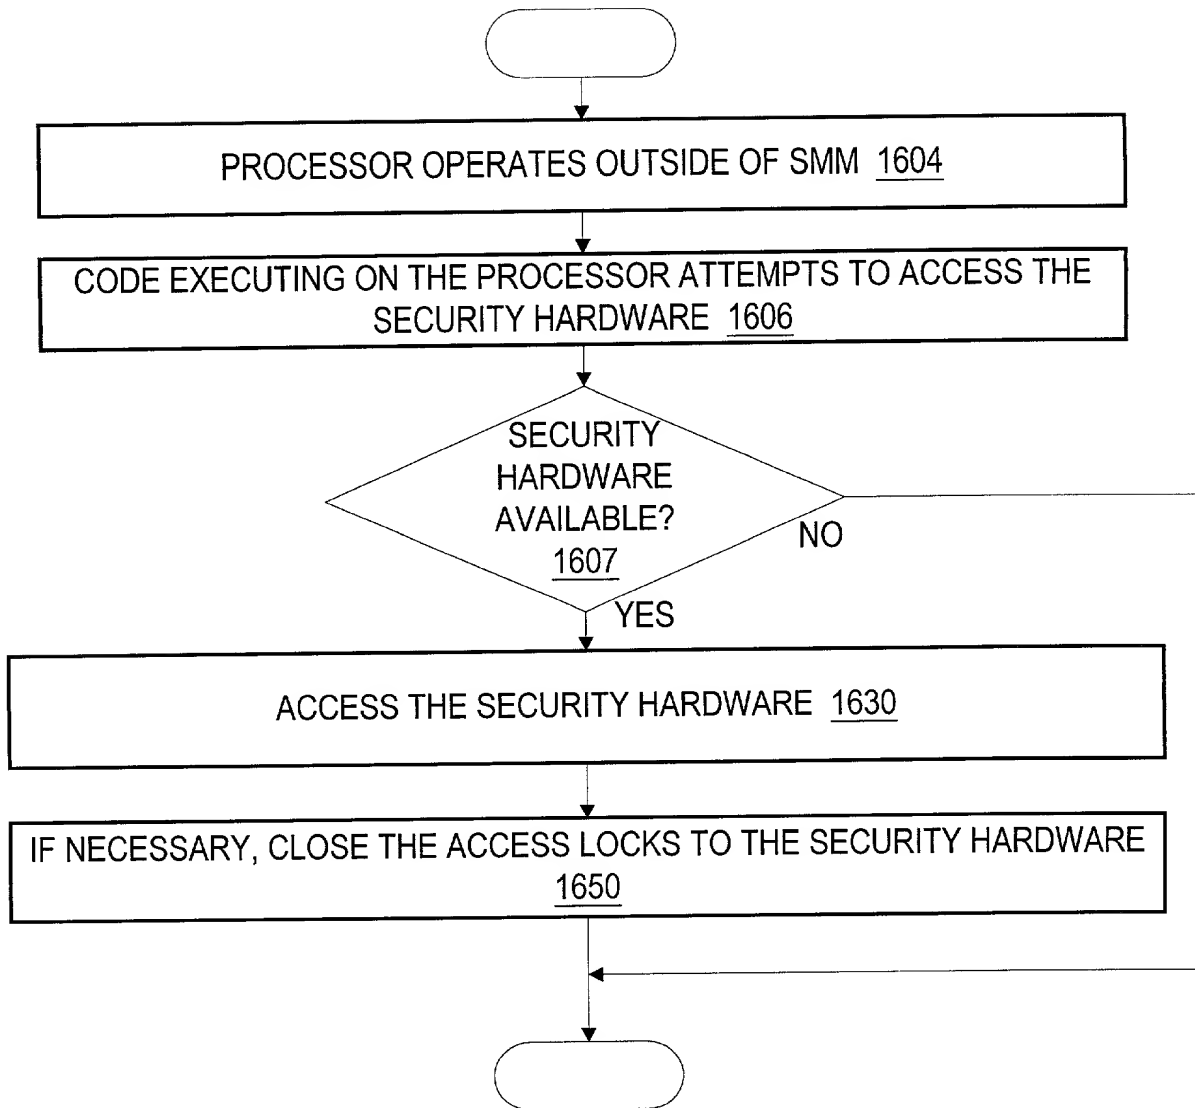 PROCESSOR OPERATES OUTSIDE OF SMM 1604
CODE EXECUTING ON THE PROCESSOR ATTEMPTS TO ACCESS THE
SECURITY HARDWARE 1606
SECURITY
HARDWARE
AVAILABLE?
1607
NO
YES
ACCESS THE SECURITY HARDWARE 1630
IF NECESSARY, CLOSE THE ACCESS LOCKS TO THE SECURITY HARDWARE
1650